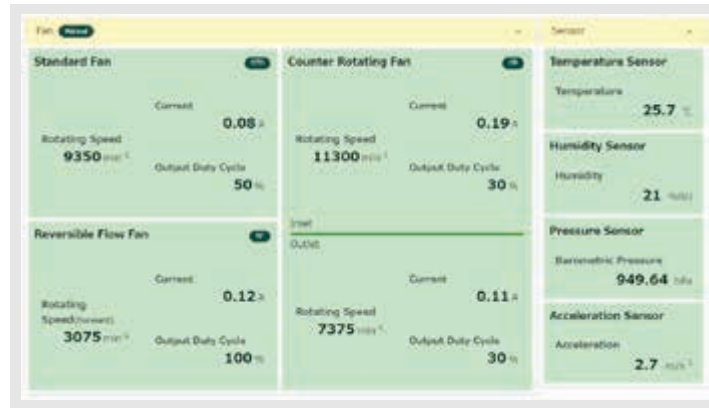 Fan Manual
Sensor
Standard Fan
Current
0.08 A
Rotating Speed
9350 min⁻¹
Output Duty Cycle
50 %
Counter Rotating Fan
Current
0.19 A
Rotating Speed
11300 min⁻¹
Output Duty Cycle
30 %
Inlet
Outlet
Current
0.11 A
Rotating Speed
7375 min⁻¹
Output Duty Cycle
30 %
Reversible Flow Fan
Current
0.12 A
Rotating
Speed(forward)
3075 min⁻¹
Output Duty Cycle
100 %
Temperature Sensor
Temperature
25.7 °C
Humidity Sensor
Humidity
21
Pressure Sensor
Barometric Pressure
949.64 hPa
Acceleration Sensor
Acceleration
2.7 m/s²